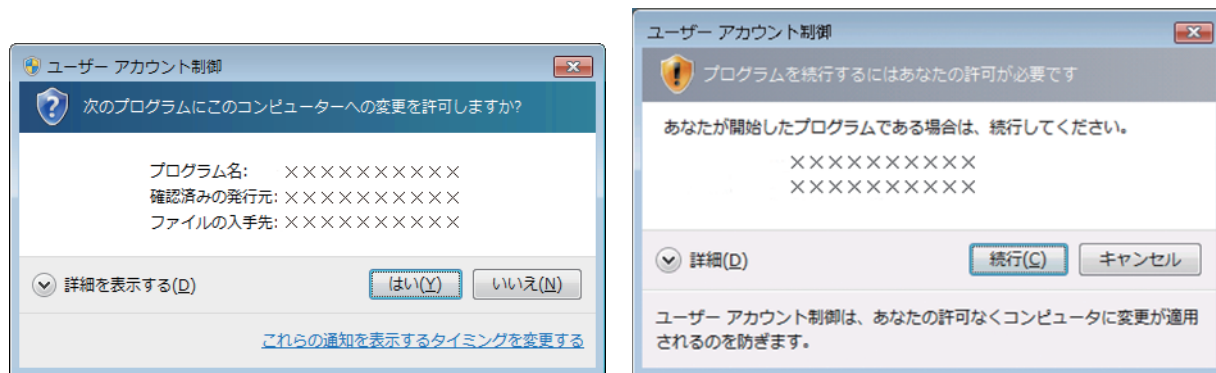 ユーザー アカウント制御
次のプログラムにこのコンピューターへの変更を許可しますか?
プログラム名: ××××××××××
確認済みの発行元: ××××××××××
ファイルの入手先: ××××××××××
詳細を表示する(D)
はい(Y)
いいえ(N)
これらの通知を表示するタイミングを変更する
ユーザー アカウント制御
プログラムを続行するにはあなたの許可が必要です
あなたが開始したプログラムである場合は、続行してください。
××××××××××
××××××××××
詳細(D)
続行(C)
キャンセル
ユーザー アカウント制御は、あなたの許可なくコンピュータに変更が適用
されるのを防ぎます。